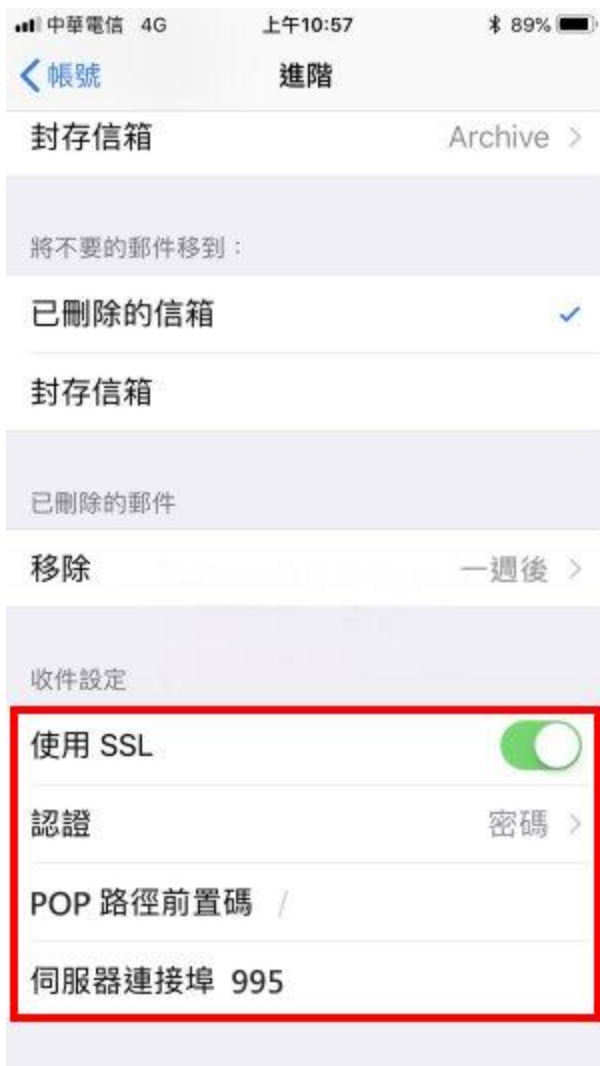 中華電信 4G 上午10:57 89%
帳號 進階
封存信箱 Archive
將不要的郵件移到：
已刪除的信箱
封存信箱
已刪除的郵件
移除 一週後
收件設定
使用 SSL
認證 密碼
POP 路徑前置碼 /
伺服器連接埠 995